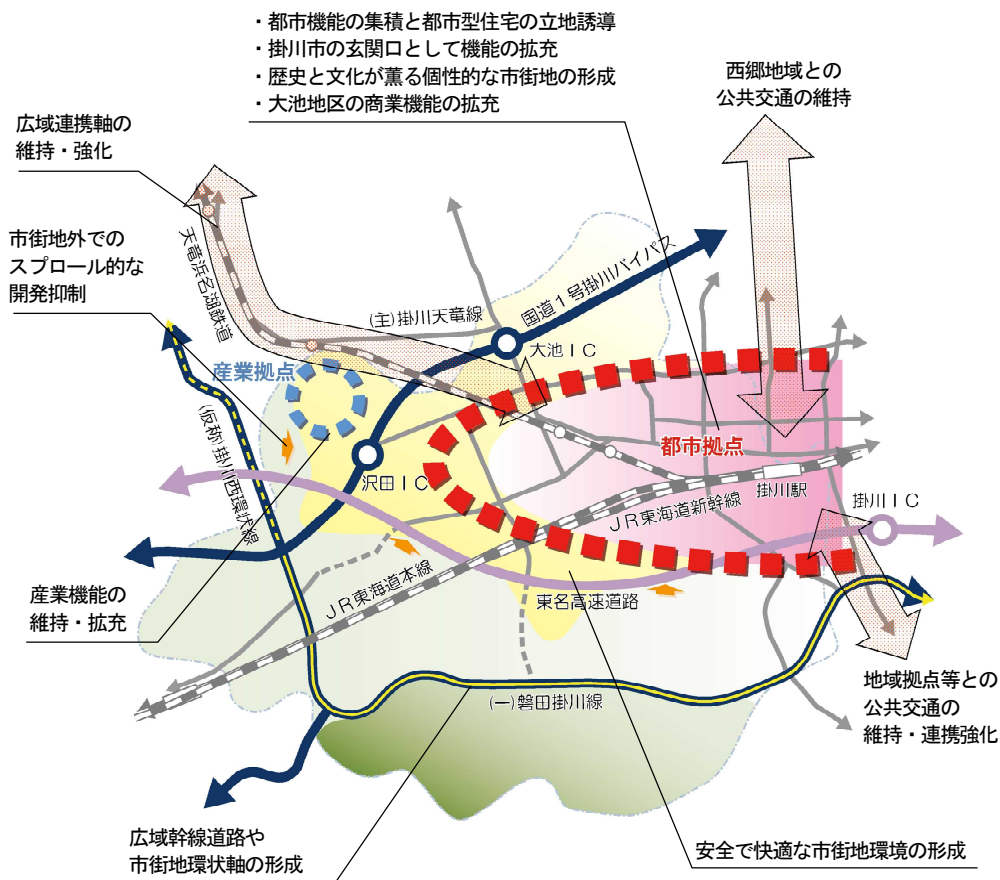 ・都市機能の集積と都市型住宅の立地誘導
・掛川市の玄関口として機能の拡充
・歴史と文化が薫る個性的な市街地の形成
・大池地区の商業機能の拡充
西郷地域との
公共交通の維持
広域連携軸の
維持・強化
市街地外での
スプロール的な
開発抑制
天竜浜名湖鉄道
(主)掛川天竜線
国道1号掛川バイパス
大池IC
産業拠点
(仮称)掛川西環状線
都市拠点
沢田IC
掛川駅
JR東海道新幹線
掛川IC
JR東海道本線
東名高速道路
産業機能の
維持・拡充
(一)磐田掛川線
地域拠点等との
公共交通の
維持・連携強化
広域幹線道路や
市街地環状軸の形成
安全で快適な市街地環境の形成